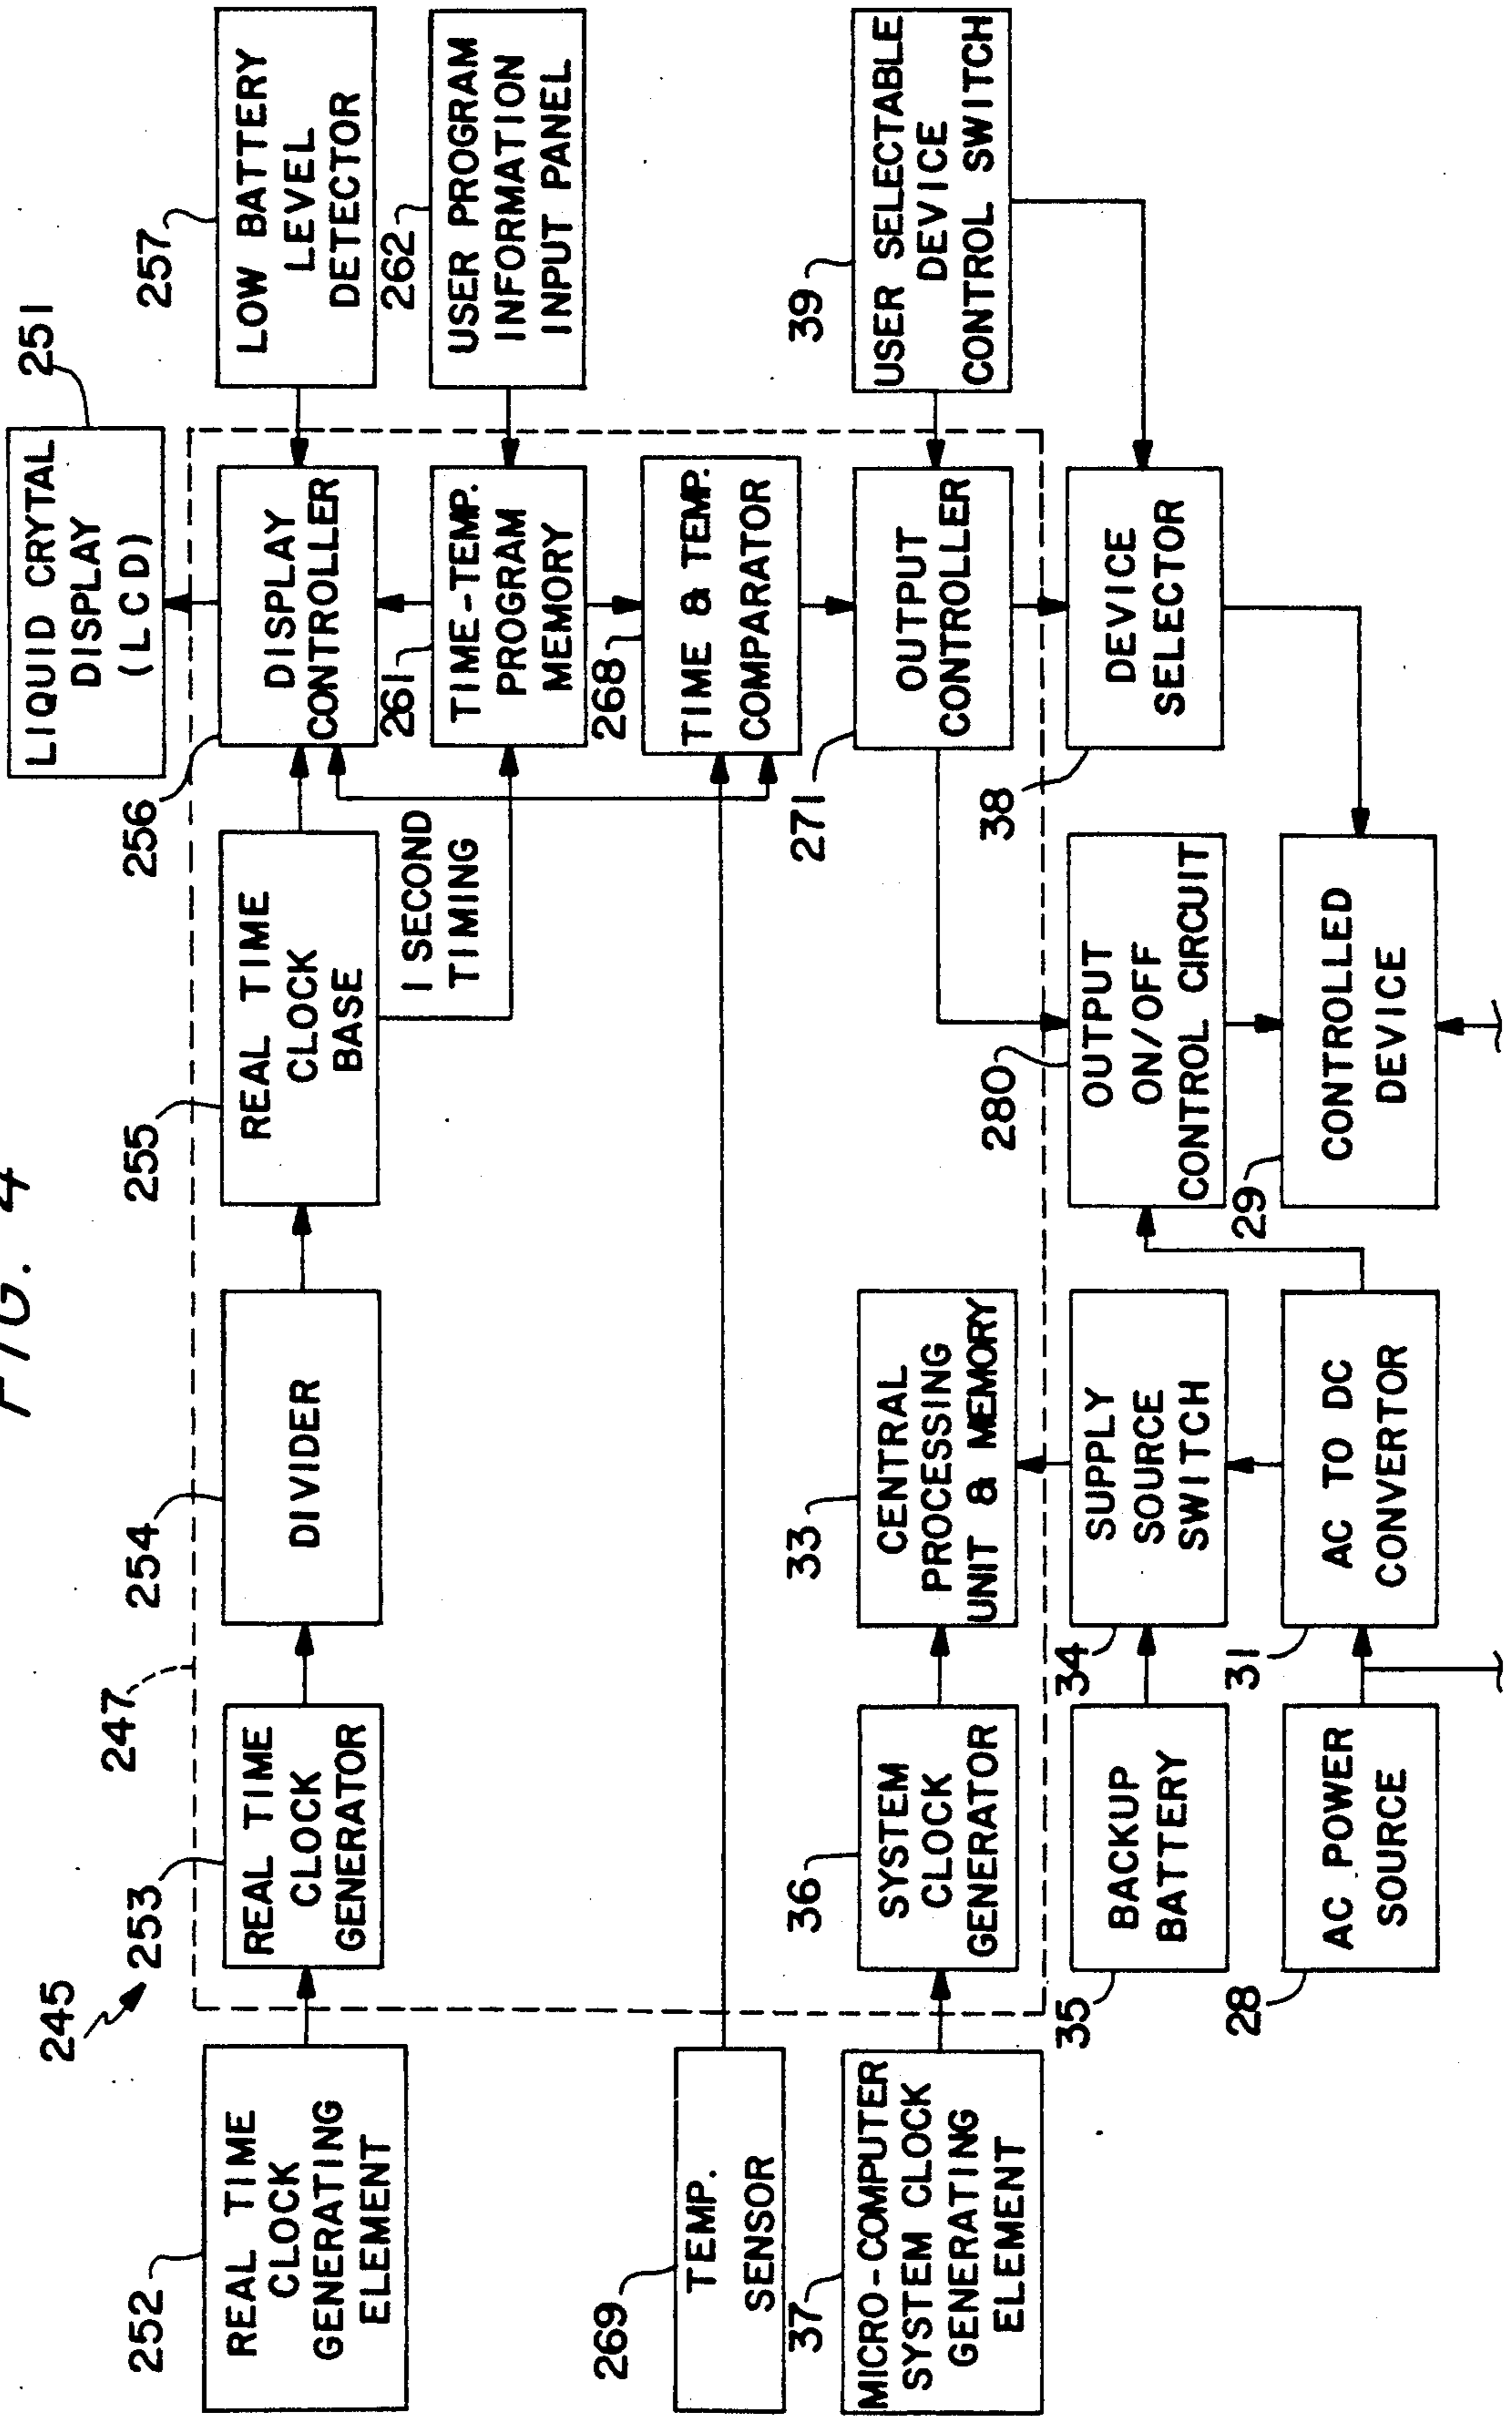 FIG. 4
245
247
251
LIQUID CRYTAL
DISPLAY
(LCD)
252
REAL TIME
CLOCK
GENERATING
ELEMENT
253
REAL TIME
CLOCK
GENERATOR
254
DIVIDER
255
REAL TIME
CLOCK
BASE
256
DISPLAY
CONTROLLER
257
LOW BATTERY
LEVEL
DETECTOR
1 SECOND
TIMING
261
TIME-TEMP.
PROGRAM
MEMORY
262
USER PROGRAM
INFORMATION
INPUT PANEL
269
TEMP.
SENSOR
268
TIME & TEMP.
COMPARATOR
37
MICRO-COMPUTER
SYSTEM CLOCK
GENERATING
ELEMENT
36
SYSTEM
CLOCK
GENERATOR
33
CENTRAL
PROCESSING
UNIT & MEMORY
271
OUTPUT
CONTROLLER
39
USER SELECTABLE
DEVICE
CONTROL SWITCH
35
BACKUP
BATTERY
34
SUPPLY
SOURCE
SWITCH
280
OUTPUT
ON/OFF
CONTROL CIRCUIT
38
DEVICE
SELECTOR
28
AC POWER
SOURCE
31
AC TO DC
CONVERTOR
29
CONTROLLED
DEVICE